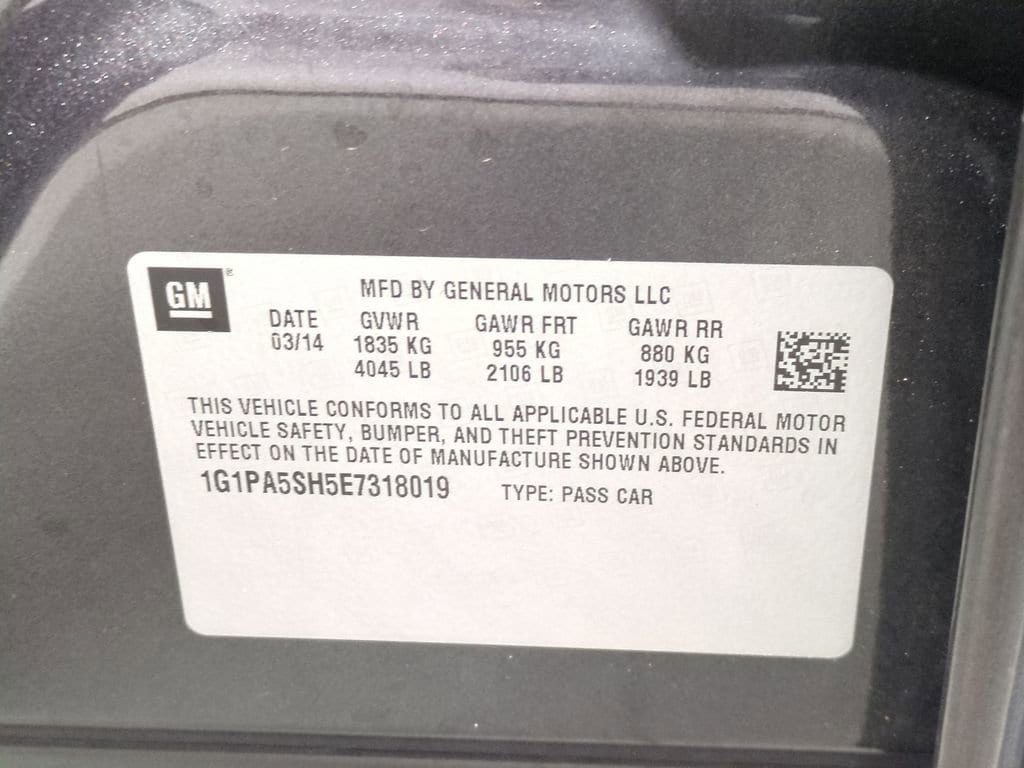 GM®
MFD BY GENERAL MOTORS LLC
DATE GVWR GAWR FRT GAWR RR
03/14 1835 KG 955 KG 880 KG
4045 LB 2106 LB 1939 LB
THIS VEHICLE CONFORMS TO ALL APPLICABLE U.S. FEDERAL MOTOR
VEHICLE SAFETY, BUMPER, AND THEFT PREVENTION STANDARDS IN
EFFECT ON THE DATE OF MANUFACTURE SHOWN ABOVE.
1G1PA5SH5E7318019 TYPE: PASS CAR